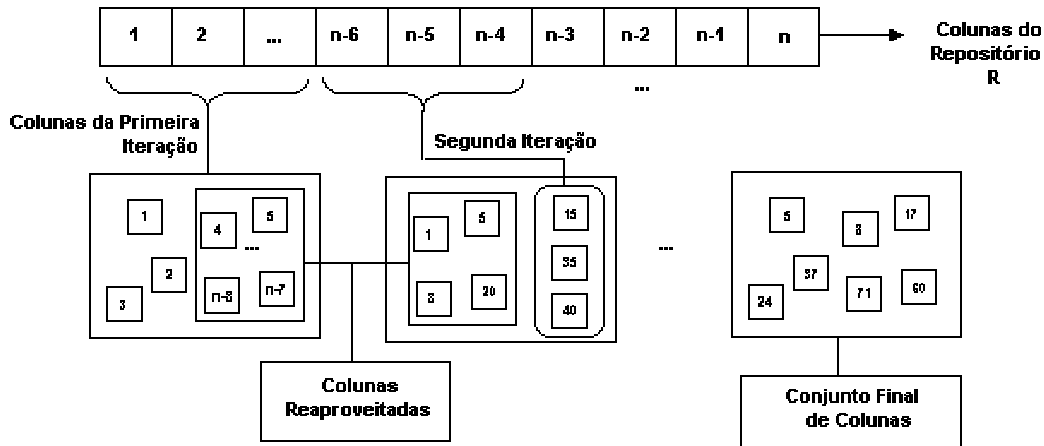 1 2 ... n-6 n-5 n-4 n-3 n-2 n-1 n
Colunas do
Repositório
R
...
Colunas da Primeira
Iteração
Segunda Iteração
1
2
3
4
5
...
n-8
n-7
1
5
8
20
15
35
40
...
5
8
17
37
24
71
60
Colunas
Reaproveitadas
Conjunto Final
de Colunas